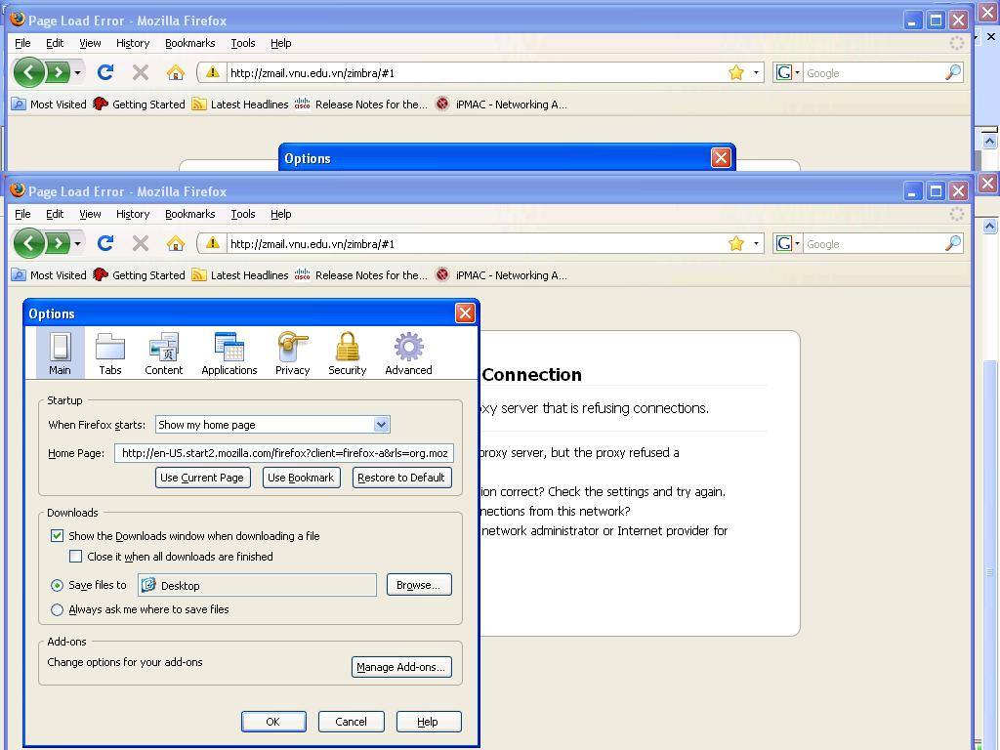 Page Load Error - Mozilla Firefox
File Edit View History Bookmarks Tools Help
http://zmail.vnu.edu.vn/zimbra/#1
G Google
Most Visited Getting Started Latest Headlines cisco Release Notes for the... iPMAC - Networking A...
Options
Page Load Error - Mozilla Firefox
File Edit View History Bookmarks Tools Help
http://zmail.vnu.edu.vn/zimbra/#1
G Google
Most Visited Getting Started Latest Headlines cisco Release Notes for the... iPMAC - Networking A...
Options
Main Tabs Content Applications Privacy Security Advanced
Startup
When Firefox starts: Show my home page
Home Page: http://en-US.start2.mozilla.com/firefox?client=firefox-a&rls=org.moz
Use Current Page Use Bookmark Restore to Default
Downloads
Show the Downloads window when downloading a file
Close it when all downloads are finished
Save files to Desktop Browse...
Always ask me where to save files
Add-ons
Change options for your add-ons
Manage Add-ons...
OK Cancel Help
Connection
xy server that is refusing connections.
proxy server, but the proxy refused a
ion correct? Check the settings and try again.
nections from this network?
network administrator or Internet provider for